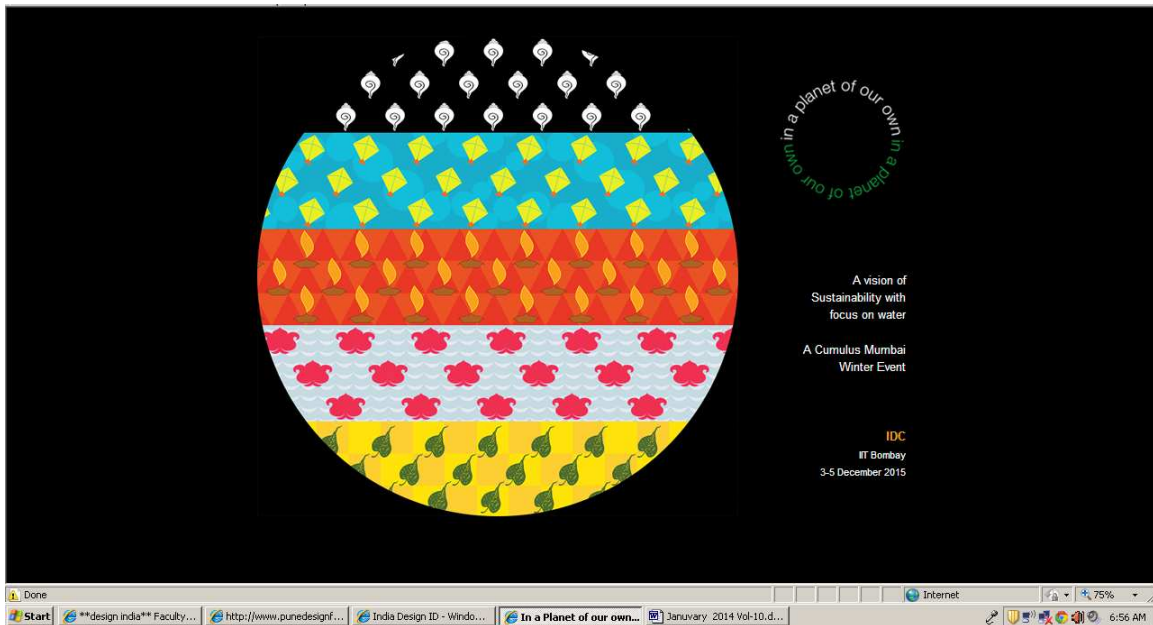 in a planet of our own in a planet of our own
A vision of
Sustainability with
focus on water
A Cumulus Mumbai
Winter Event
IDC
IIT Bombay
3-5 December 2015
Done
Internet
75%
Start
**design india** Faculty...
http://www.punedesignf...
India Design ID - Windo...
In a Planet of our own...
Januvary 2014 Vol-10.d...
6:56 AM